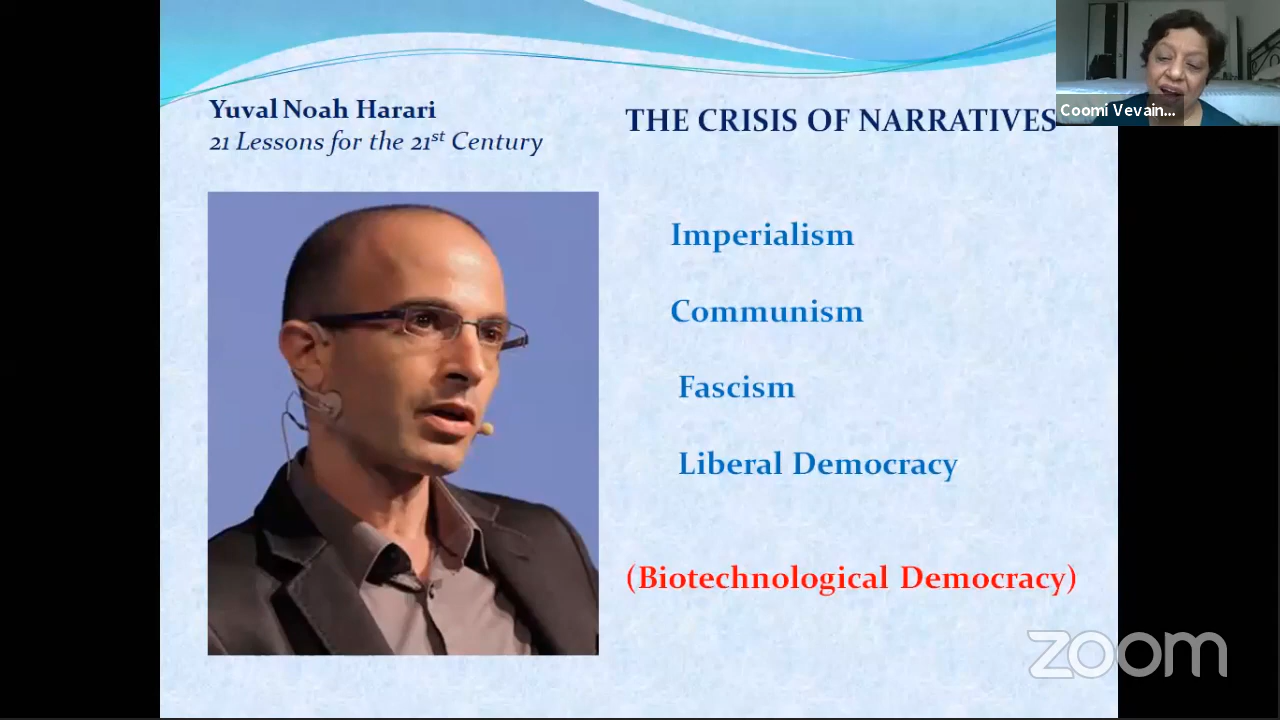 Yuval Noah Harari
21 Lessons for the 21st Century
THE CRISIS OF NARRATIVES
Coomi Vevain...
Imperialism
Communism
Fascism
Liberal Democracy
(Biotechnological Democracy)
zoom